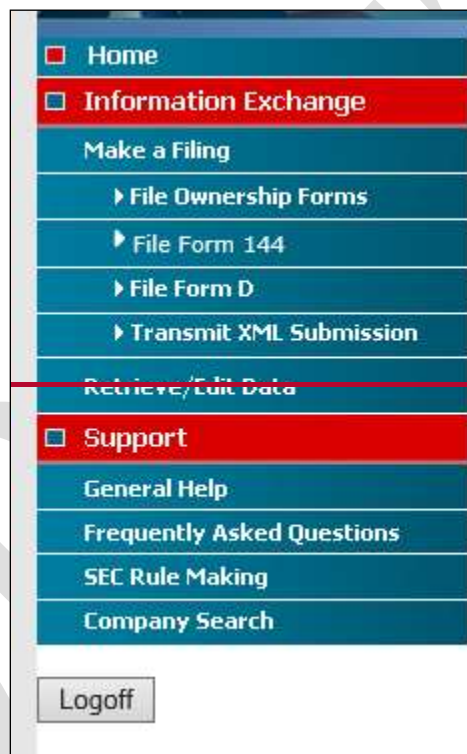 Home
Information Exchange
Make a Filing
File Ownership Forms
File Form 144
File Form D
Transmit XML Submission
Retrieve/Edit Data
Support
General Help
Frequently Asked Questions
SEC Rule Making
Company Search
Logoff